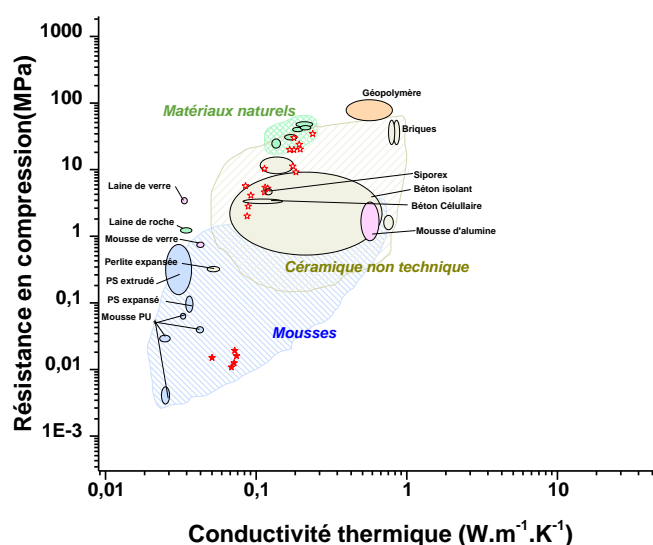 1000
100
10
1
0,1
0,01
1E-3
Résistance en compression(MPa)
Géopolymère
Matériaux naturels
Briques
Siporex
Béton isolant
Béton Céllullaire
Mousse d'alumine
Laine de verre
Laine de roche
Mousse de verre
Perlite expansée
PS extrudé
PS expansé
Mousse PU
Céramique non technique
Mousses
0,01
0,1
1
10
Conductivité thermique (W.m⁻¹.K⁻¹)